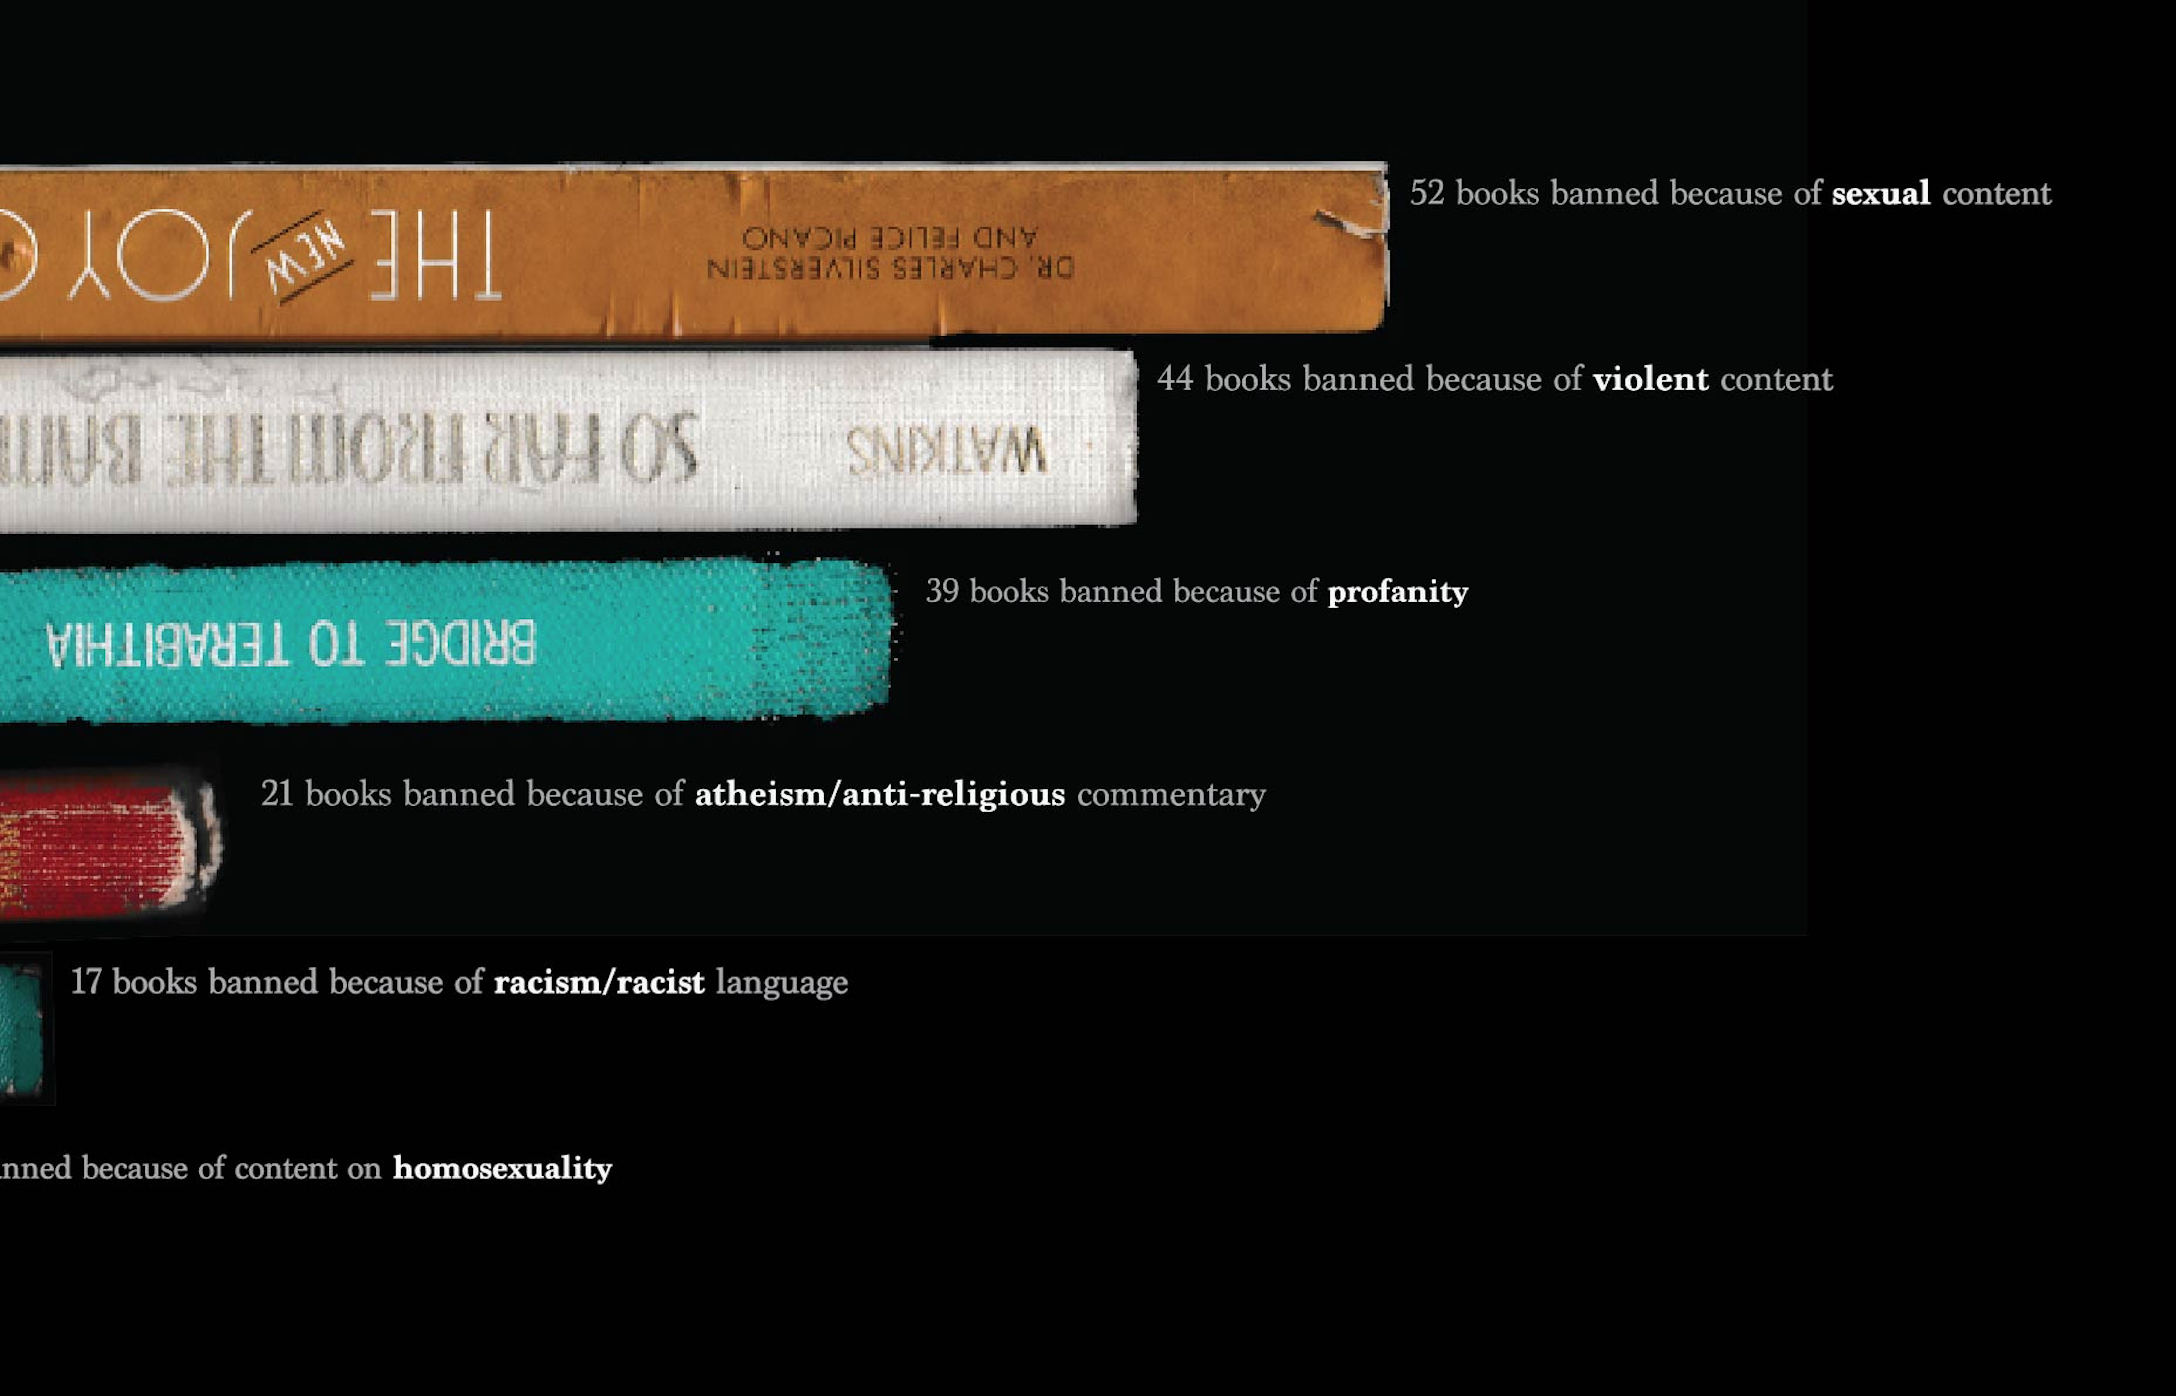 52 books banned because of sexual content
THE NEW JOY
DR. CHARLES SILVERSTEIN
AND FELICE PICANO
44 books banned because of violent content
WATKINS
SO FAR FROM THE BAM
39 books banned because of profanity
BRIDGE TO TERABITHIA
21 books banned because of atheism/anti-religious commentary
17 books banned because of racism/racist language
nned because of content on homosexuality